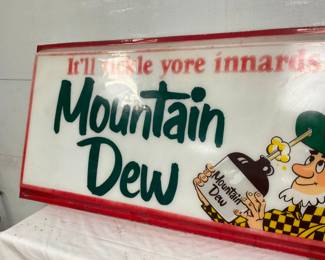 It'll tickle yore innards
Mountain
Dew
Mountain
Dew